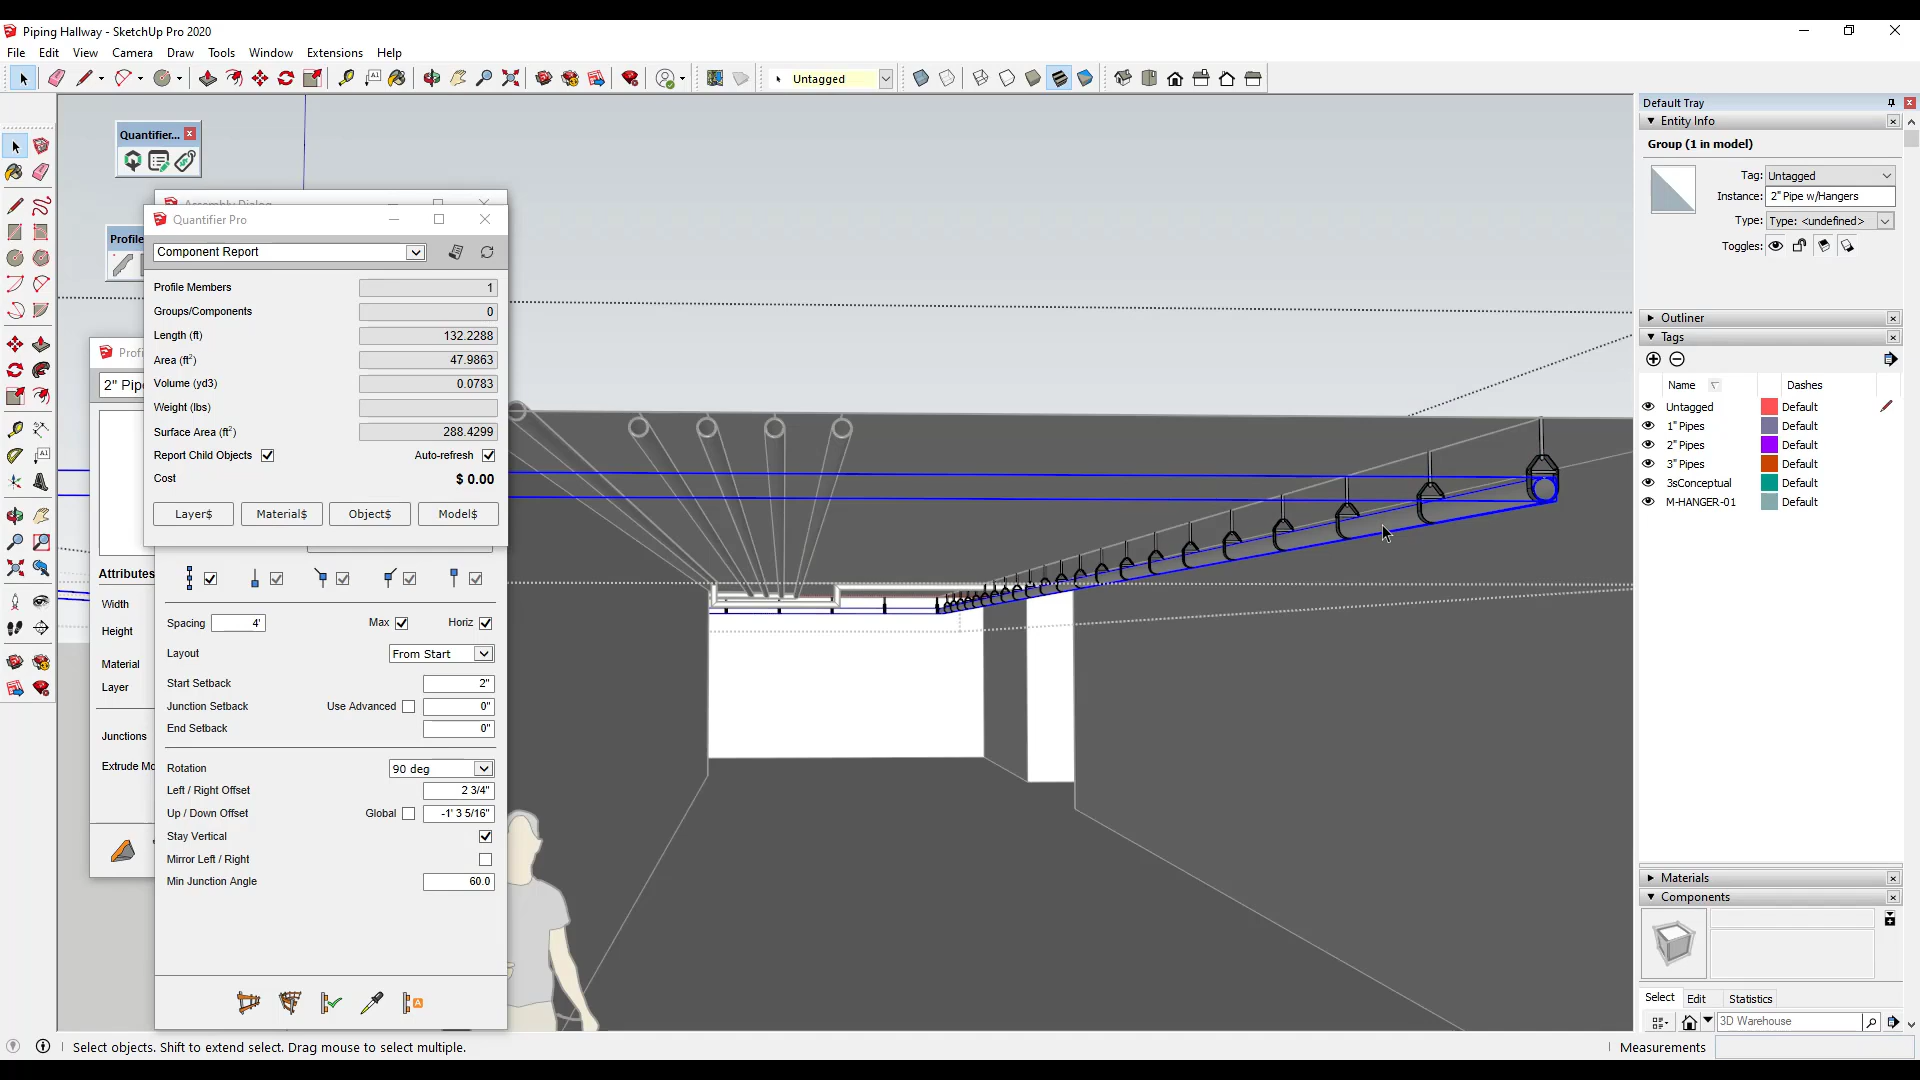 Piping Hallway - SketchUp Pro 2020
File Edit View Camera Draw Tools Window Extensions Help
Untagged
Quantifier...
Profile
Assembly Dialog
Quantifier Pro
Component Report
Profile Members 1
Groups/Components 0
Length (ft) 132.2288
Area (ft²) 47.9863
Volume (yd3) 0.0783
Weight (lbs)
Surface Area (ft²) 288.4299
Report Child Objects Auto-refresh
Cost $ 0.00
Layer$ Material$ Object$ Model$
Profi
2" Pipe
Attributes
Width
Height
Material
Layer
Junctions
Extrude Mo
Spacing 4' Max Horiz
Layout From Start
Start Setback 2"
Junction Setback Use Advanced 0"
End Setback 0"
Rotation 90 deg
Left / Right Offset 2 3/4"
Up / Down Offset Global -1' 3 5/16"
Stay Vertical
Mirror Left / Right
Min Junction Angle 60.0
Default Tray
Entity Info
Group (1 in model)
Tag: Untagged
Instance: 2" Pipe w/Hangers
Type: Type: <undefined>
Toggles:
Outliner
Tags
Name Dashes
Untagged Default
1" Pipes Default
2" Pipes Default
3" Pipes Default
3sConceptual Default
M-HANGER-01 Default
Materials
Components
Select Edit Statistics
3D Warehouse
Select objects. Shift to extend select. Drag mouse to select multiple.
Measurements